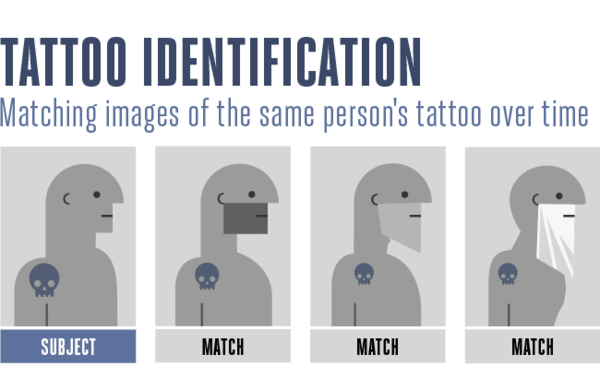 TATTOO IDENTIFICATION
Matching images of the same person's tattoo over time
SUBJECT
MATCH
MATCH
MATCH